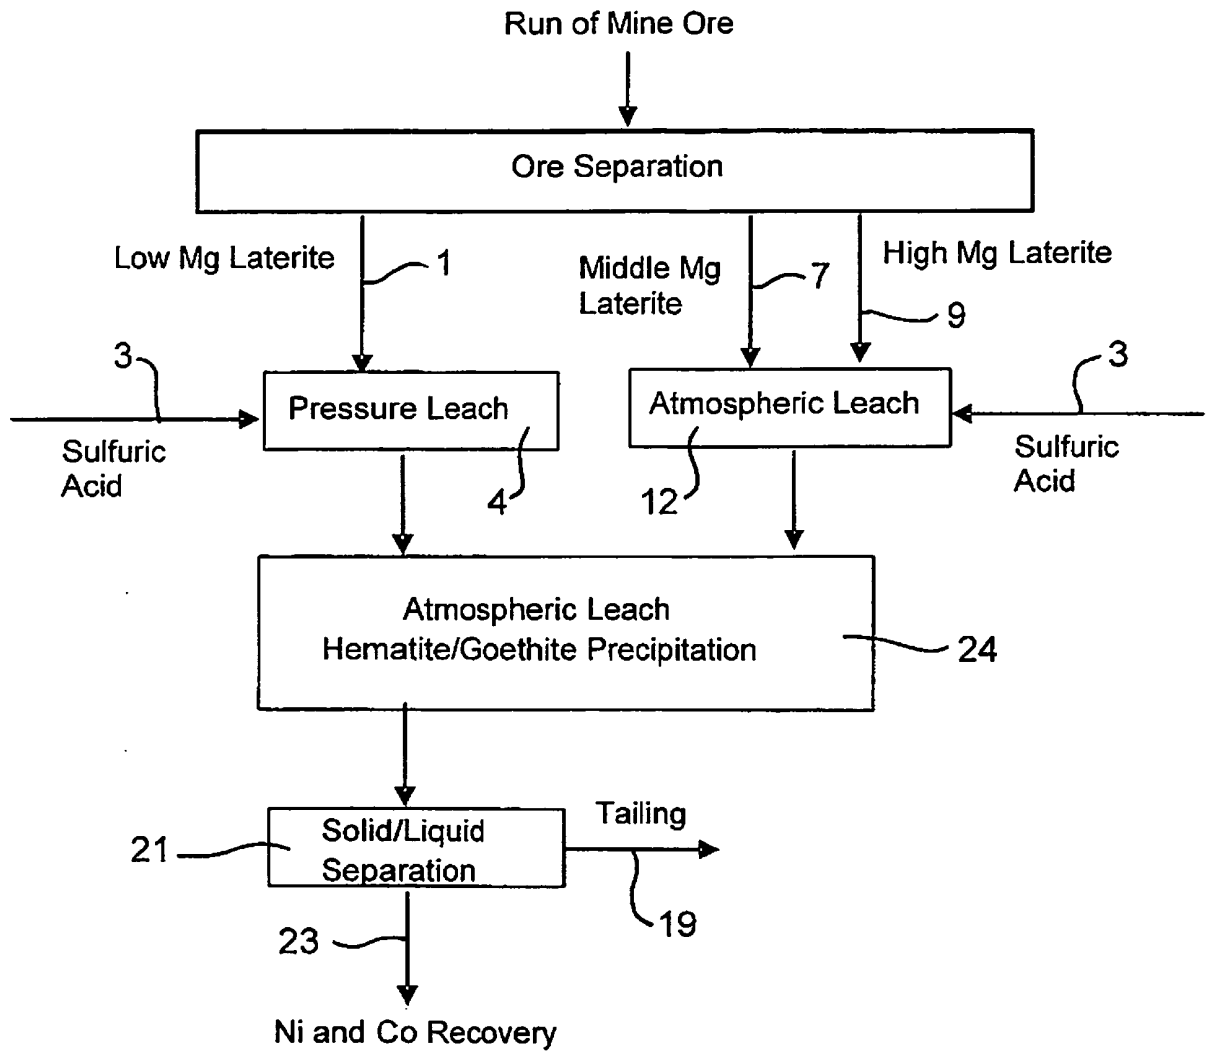 Run of Mine Ore
Ore Separation
Low Mg Laterite
1
Middle Mg
Laterite
7
High Mg Laterite
9
3
Sulfuric
Acid
Pressure Leach
4
Atmospheric Leach
12
3
Sulfuric
Acid
Atmospheric Leach
Hematite/Goethite Precipitation
24
21
Solid/Liquid
Separation
Tailing
19
23
Ni and Co Recovery